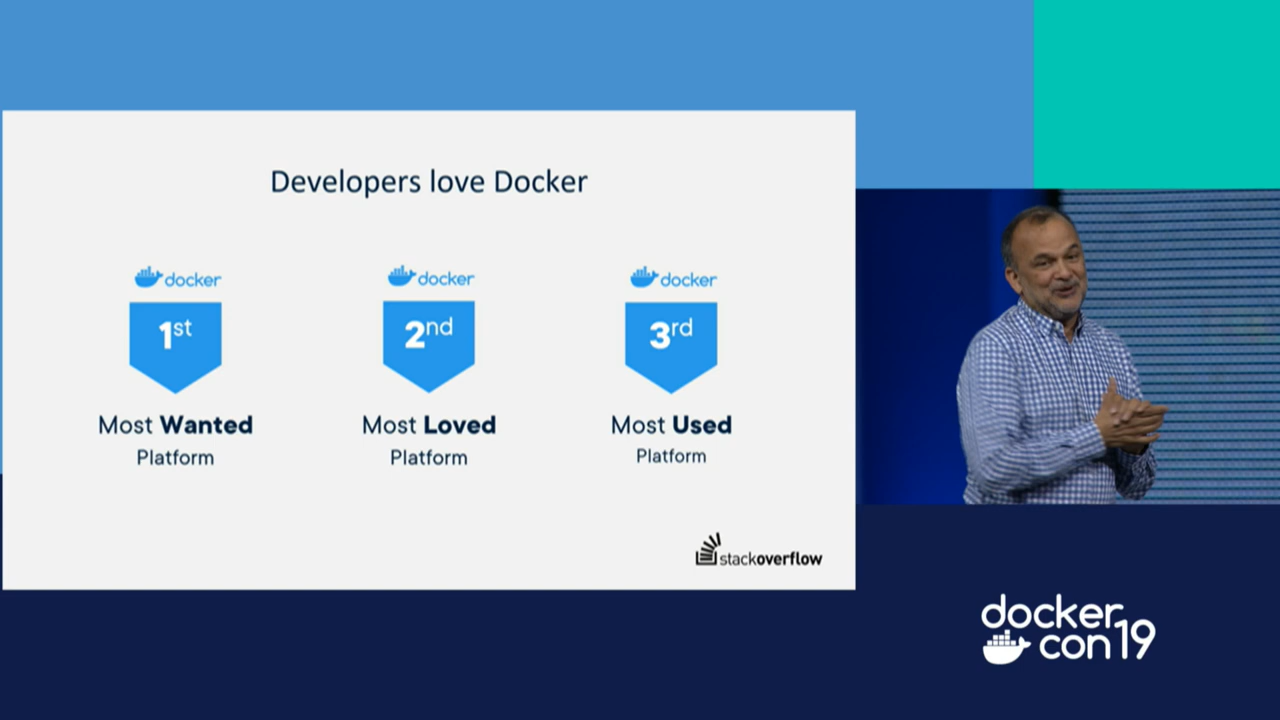 Developers love Docker
docker
1st
Most Wanted
Platform
docker
2nd
Most Loved
Platform
docker
3rd
Most Used
Platform
stackoverflow
docker
con19